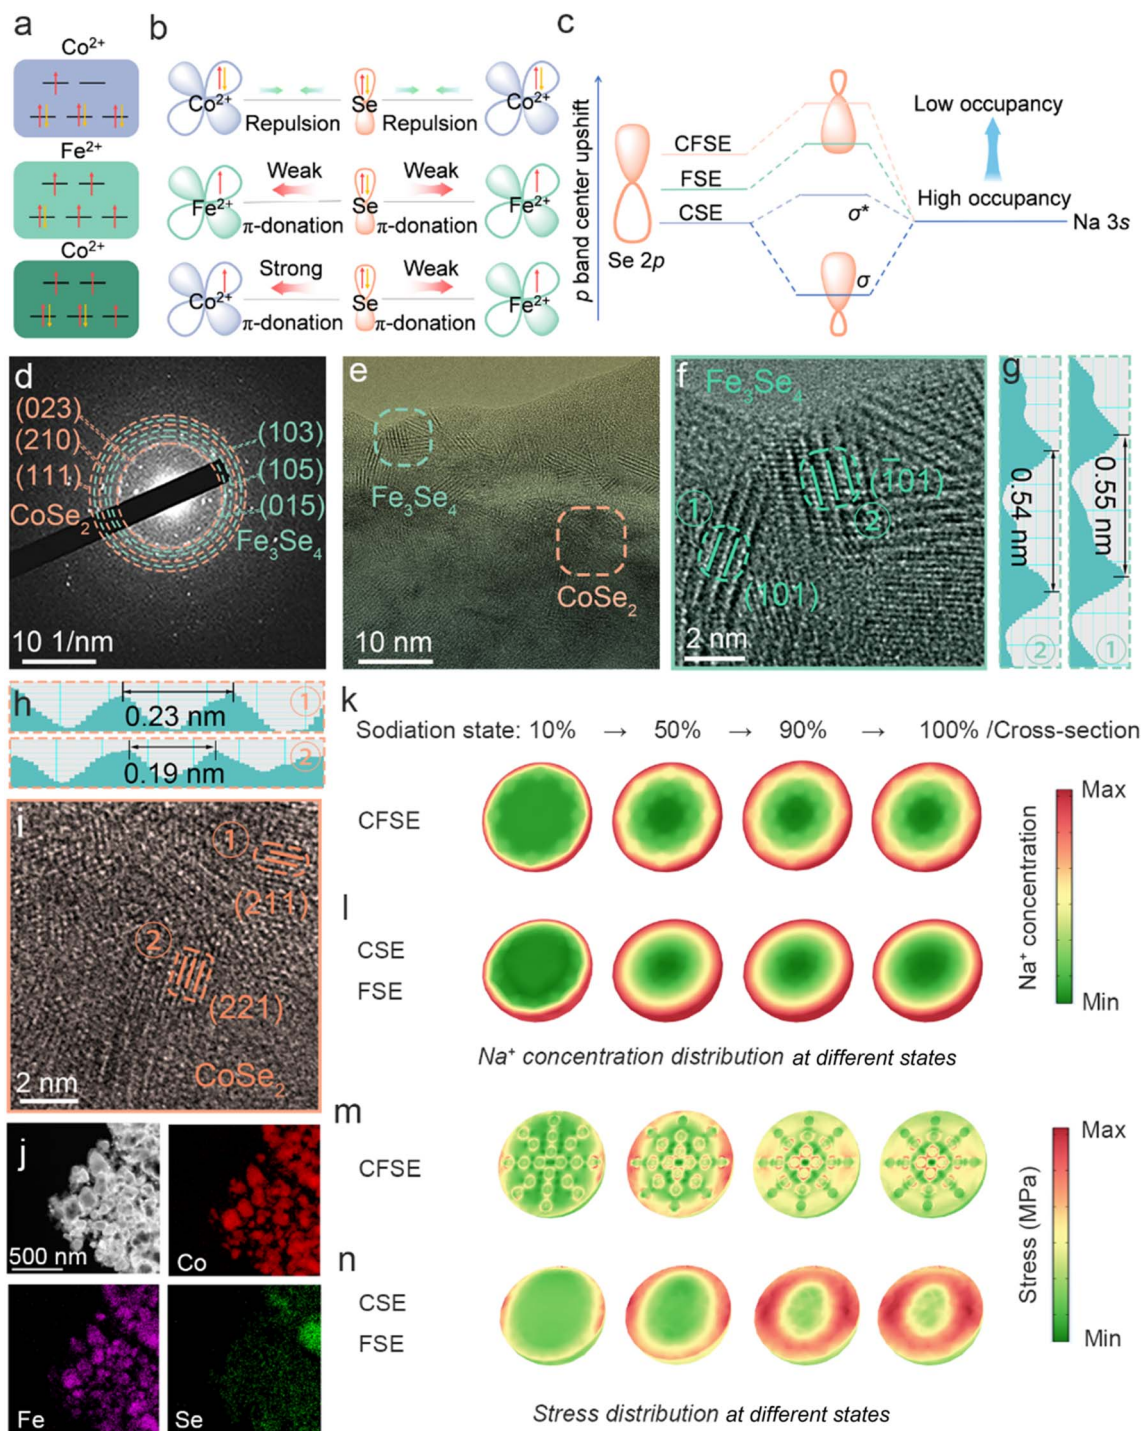 a
Co²⁺
Fe²⁺
Co²⁺
b
Co²⁺ Se Co²⁺
Repulsion Repulsion
Weak Weak
Fe²⁺ Se Fe²⁺
π-donation π-donation
Strong Weak
Co²⁺ Se Fe²⁺
π-donation π-donation
c
p band center upshift
Se 2p
CFSE
FSE
CSE
σ*
σ
Low occupancy
High occupancy
Na 3s
d
(023)
(210)
(111)
CoSe₂
(103)
(105)
(015)
Fe₃Se₄
10 1/nm
e
Fe₃Se₄
CoSe₂
10 nm
f
Fe₃Se₄
①
(101)
(1̅01)
②
2 nm
g
0.54 nm
②
0.55 nm
①
h
0.23 nm
①
0.19 nm
②
i
①
(211)
②
(221)
CoSe₂
2 nm
j
500 nm
Co
Fe
Se
k
Sodiation state: 10% → 50% → 90% → 100% /Cross-section
CFSE
l
CSE
FSE
Max
Na⁺ concentration
Min
Na⁺ concentration distribution at different states
m
CFSE
n
CSE
FSE
Max
Stress (MPa)
Min
Stress distribution at different states